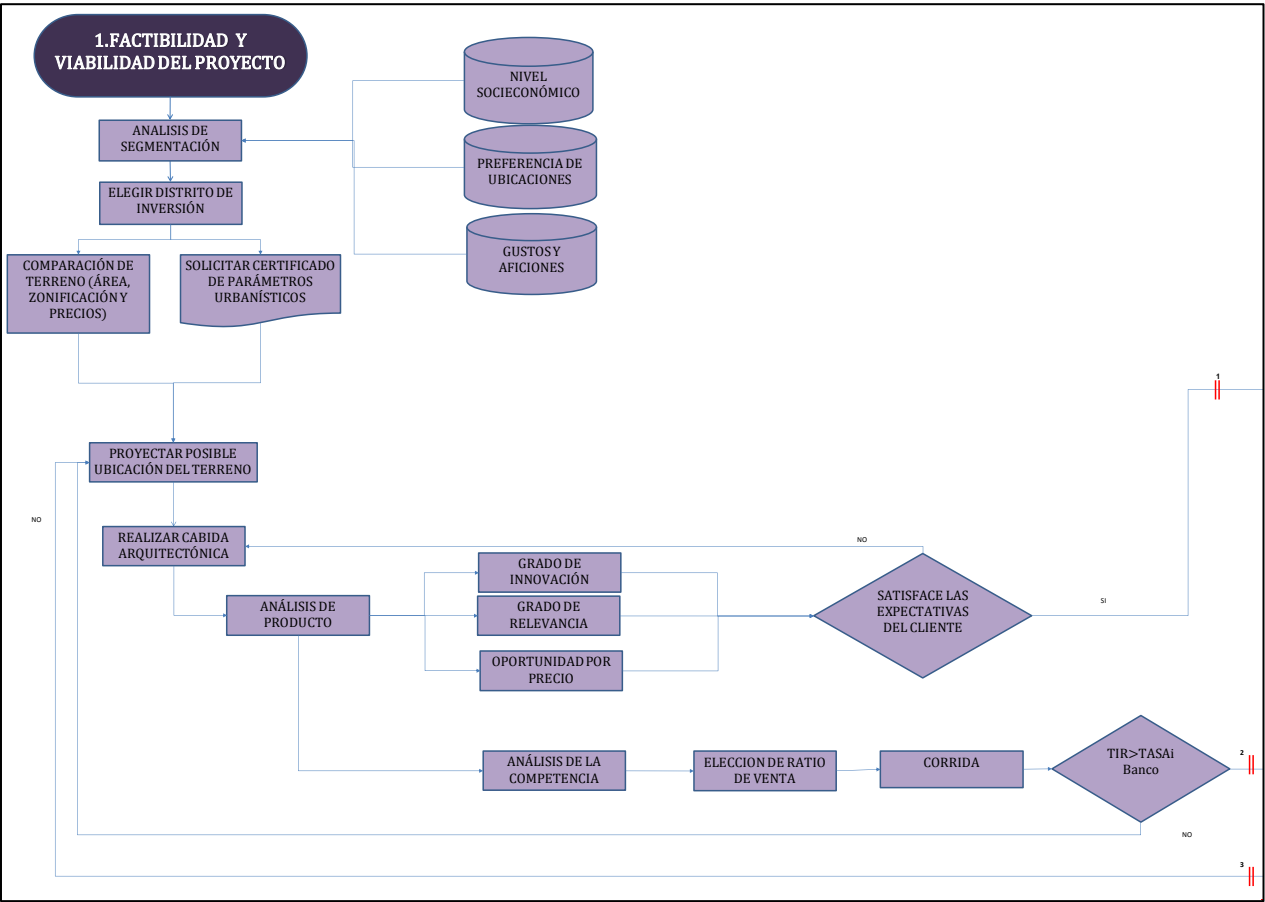 1.FACTIBILIDAD Y
VIABILIDAD DEL PROYECTO
NIVEL
SOCIECONÓMICO
ANALISIS DE
SEGMENTACIÓN
PREFERENCIA DE
UBICACIONES
ELEGIR DISTRITO DE
INVERSIÓN
GUSTOS Y
AFICIONES
COMPARACIÓN DE
TERRENO (ÁREA,
ZONIFICACIÓN Y
PRECIOS)
SOLICITAR CERTIFICADO
DE PARÁMETROS
URBANÍSTICOS
1
PROYECTAR POSIBLE
UBICACIÓN DEL TERRENO
NO
REALIZAR CABIDA
ARQUITECTÓNICA
NO
GRADO DE
INNOVACIÓN
ANÁLISIS DE
PRODUCTO
GRADO DE
RELEVANCIA
SATISFACE LAS
EXPECTATIVAS
DEL CLIENTE
SI
OPORTUNIDAD POR
PRECIO
ANÁLISIS DE LA
COMPETENCIA
ELECCION DE RATIO
DE VENTA
CORRIDA
TIR>TASAi
Banco
2
NO
3